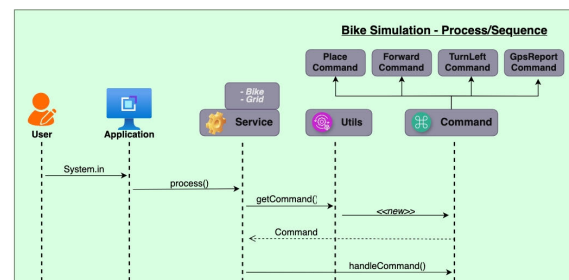 Bike Simulation - Process/Sequence
Place
Command
Forward
Command
TurnLeft
Command
GpsReport
Command
- Bike
- Grid
User
Application
Service
Utils
Command
System.in
process()
getCommand(
<<new>>
Command
handleCommand()